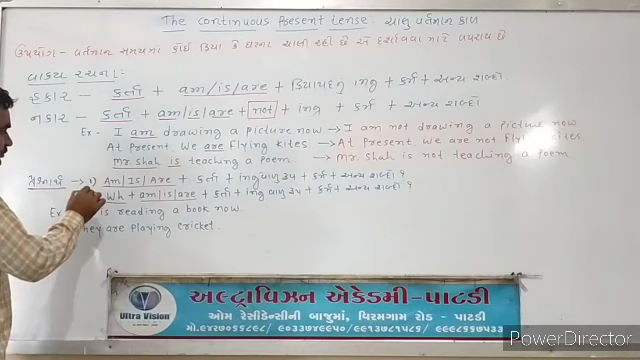 The continuous Present Tense. ચાલુ વર્તમાન કાળ
ઉપયોગ - વર્તમાન સમયમાં કોઈ ક્રિયા કે ઘટના ચાલી રહી છે એ દર્શાવવા માટે વપરાય છે
વાક્ય રચના:-
હકાર - કર્તા + am/is/are + ક્રિયાપદનુ ing + કર્મ + અન્ય શબ્દો
નકાર - કર્તા + am/is/are + not + ing + કર્મ + અન્ય શબ્દો
Ex - I am drawing a picture now → I am not drawing a picture now
At present. We are flying kites → At present. We are not flying kites.
Mr. Shah is teaching a poem. → Mr. Shah is not teaching a poem
→ 1) Am/Is/Are + કર્તા + ingવાળુ રૂપ + કર્મ + અન્ય શબ્દો ?
Wh + am/is/are + કર્તા + ing વાળુ રૂપ + કર્મ + અન્ય શબ્દો ?
Ex is reading a book now.
they are playing cricket.
Ultra Vision
અલ્ટ્રાવિઝન એકેડમી - પાટડી
ઓમ રેસીડેન્સીની બાજુમાં, વિરમગામ રોડ - પાટડી
PowerDirector